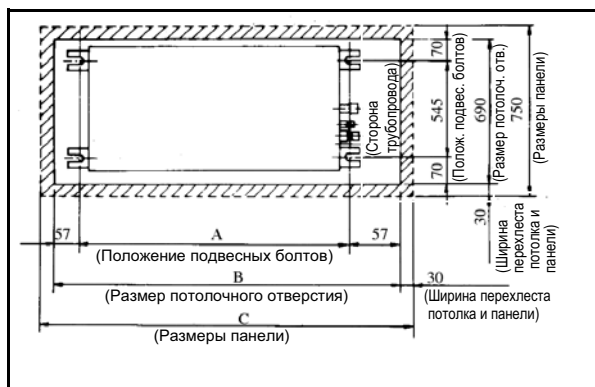 70
545
70
(Сторона
трубопровода)
(Полож. подвес. болтов)
690
(Размер потолоч. отв.)
750
(Размеры панели)
30
(Ширина
перехлеста
потолка и
панели)
57
A
57
(Положение подвесных болтов)
B
30
(Размер потолочного отверстия)
(Ширина перехлеста
потолка и панели)
C
(Размеры панели)